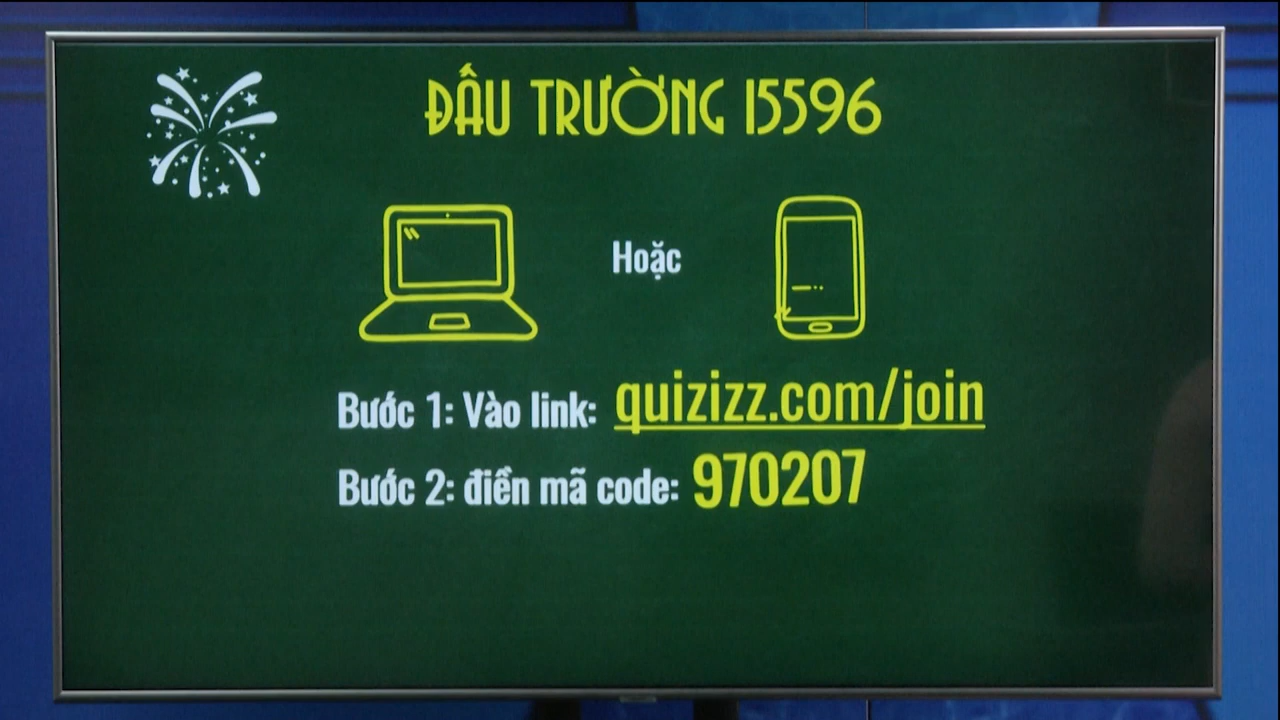 ĐẤU TRƯỜNG 15596
Hoặc
Bước 1: Vào link: quizizz.com/join
Bước 2: điền mã code: 970207